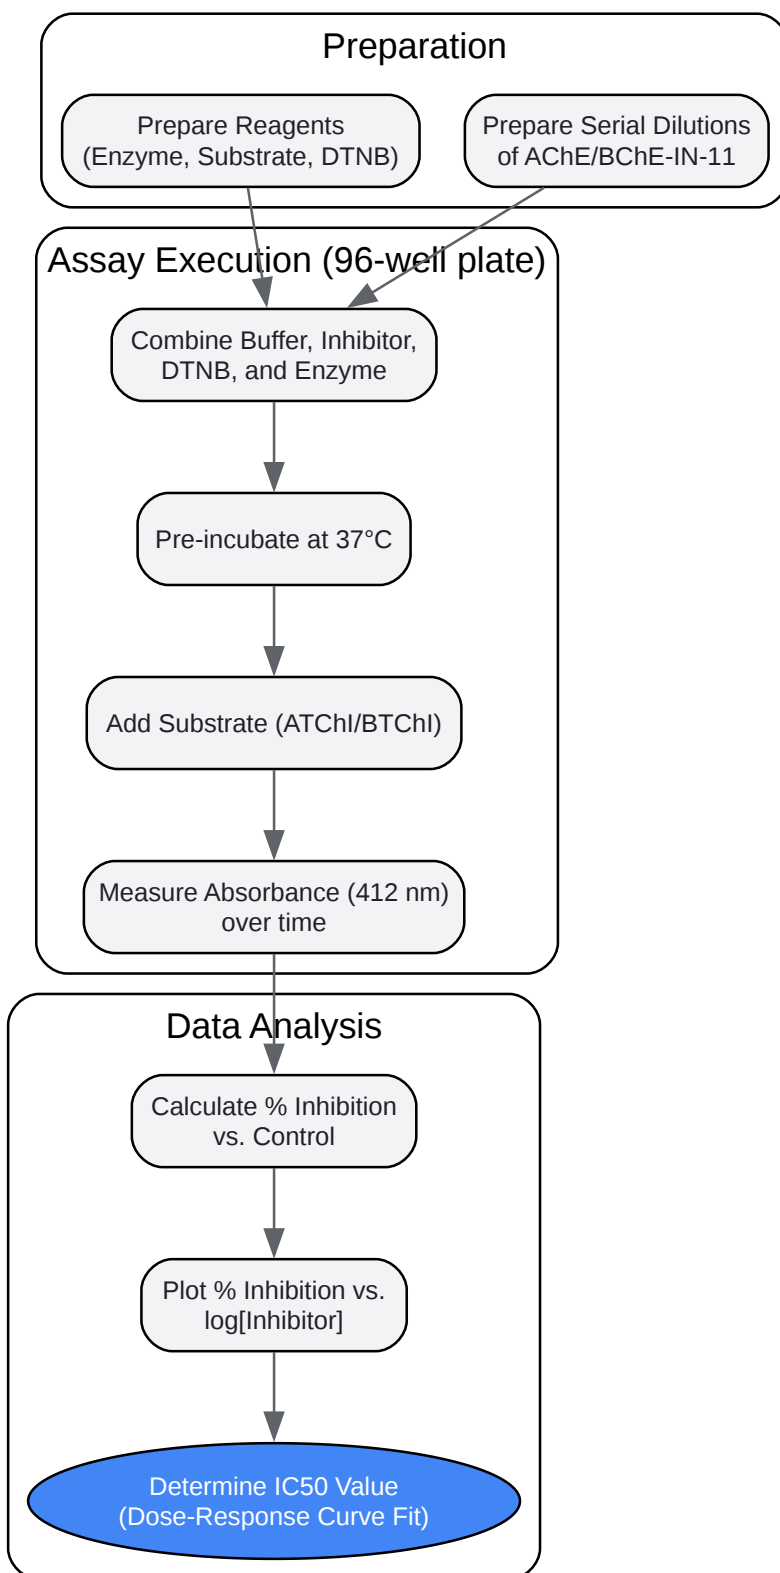 Preparation
Prepare Reagents
(Enzyme, Substrate, DTNB)
Prepare Serial Dilutions
of AChE/BChE-IN-11
Assay Execution (96-well plate)
Combine Buffer, Inhibitor,
DTNB, and Enzyme
Pre-incubate at 37°C
Add Substrate (ATChI/BTChI)
Measure Absorbance (412 nm)
over time
Data Analysis
Calculate % Inhibition
vs. Control
Plot % Inhibition vs.
log[Inhibitor]
Determine IC50 Value
(Dose-Response Curve Fit)